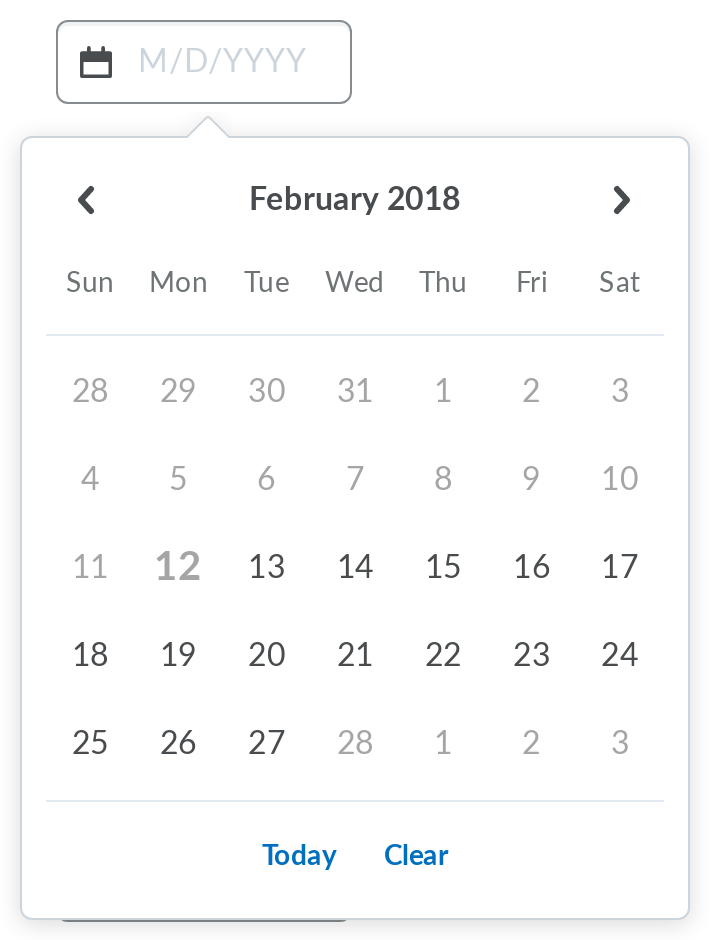 M/D/YYYY
February 2018
Sun Mon Tue Wed Thu Fri Sat
28 29 30 31 1 2 3
4 5 6 7 8 9 10
11 12 13 14 15 16 17
18 19 20 21 22 23 24
25 26 27 28 1 2 3
Today Clear